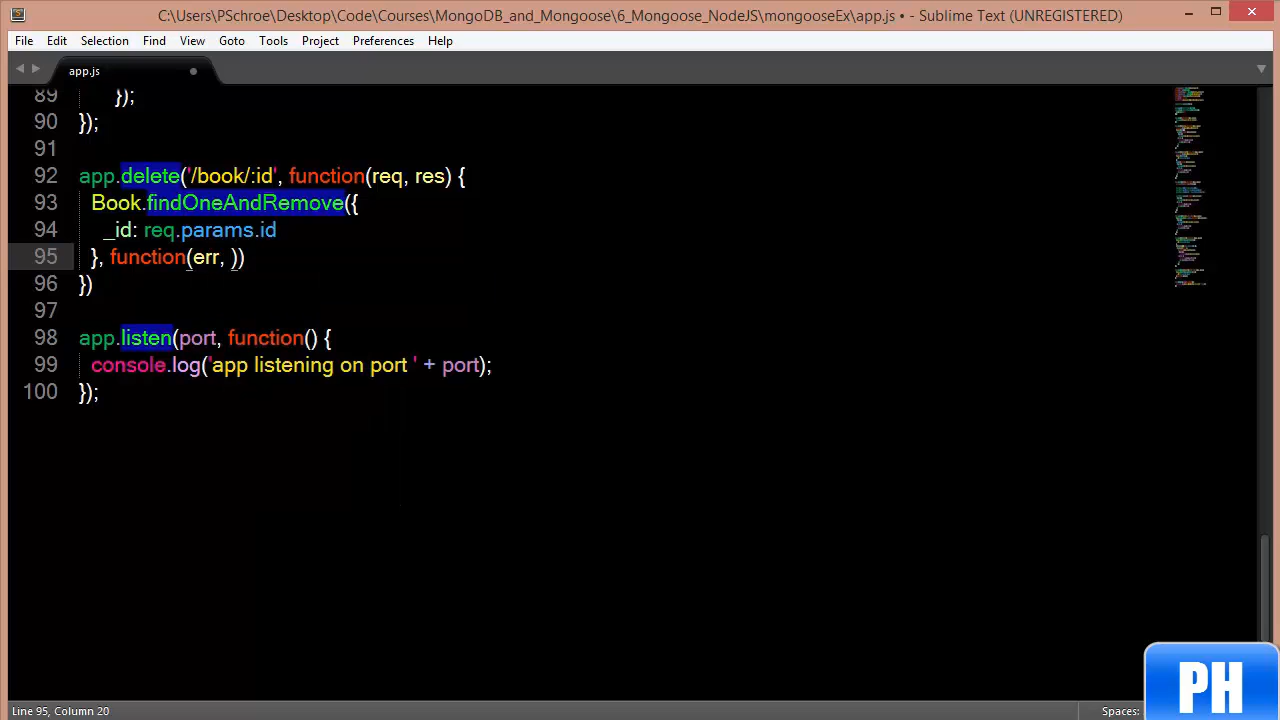 C:\Users\PSchroe\Desktop\Code\Courses\MongoDB_and_Mongoose\6_Mongoose_NodeJS\mongooseEx\app.js • - Sublime Text (UNREGISTERED)
File Edit Selection Find View Goto Tools Project Preferences Help
app.js
89 });
90 });
91
92 app.delete('/book/:id', function(req, res) {
93 Book.findOneAndRemove({
94 _id: req.params.id
95 }, function(err, ))
96 })
97
98 app.listen(port, function() {
99 console.log('app listening on port ' + port);
100 });
PH
Line 95, Column 20 Spaces: